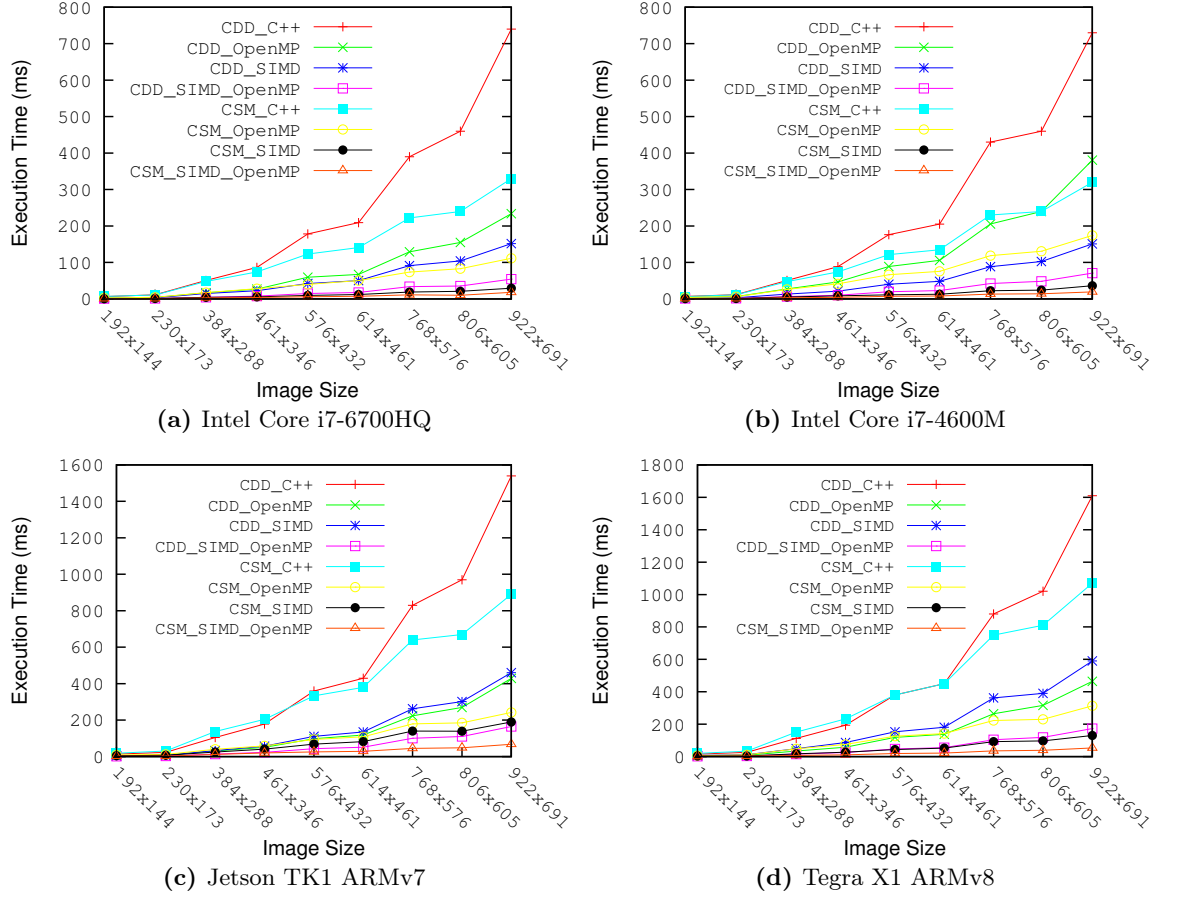 800
700
600
500
400
300
200
100
0
Execution Time (ms)
CDD_C++
CDD_OpenMP
CDD_SIMD
CDD_SIMD_OpenMP
CSM_C++
CSM_OpenMP
CSM_SIMD
CSM_SIMD_OpenMP
192x144
230x173
384x288
461x346
576x432
614x461
768x576
806x605
922x691
Image Size
(a) Intel Core i7-6700HQ
800
700
600
500
400
300
200
100
0
Execution Time (ms)
CDD_C++
CDD_OpenMP
CDD_SIMD
CDD_SIMD_OpenMP
CSM_C++
CSM_OpenMP
CSM_SIMD
CSM_SIMD_OpenMP
192x144
230x173
384x288
461x346
576x432
614x461
768x576
806x605
922x691
Image Size
(b) Intel Core i7-4600M
1600
1400
1200
1000
800
600
400
200
0
Execution Time (ms)
CDD_C++
CDD_OpenMP
CDD_SIMD
CDD_SIMD_OpenMP
CSM_C++
CSM_OpenMP
CSM_SIMD
CSM_SIMD_OpenMP
192x144
230x173
384x288
461x346
576x432
614x461
768x576
806x605
922x691
Image Size
(c) Jetson TK1 ARMv7
1800
1600
1400
1200
1000
800
600
400
200
0
Execution Time (ms)
CDD_C++
CDD_OpenMP
CDD_SIMD
CDD_SIMD_OpenMP
CSM_C++
CSM_OpenMP
CSM_SIMD
CSM_SIMD_OpenMP
192x144
230x173
384x288
461x346
576x432
614x461
768x576
806x605
922x691
Image Size
(d) Tegra X1 ARMv8